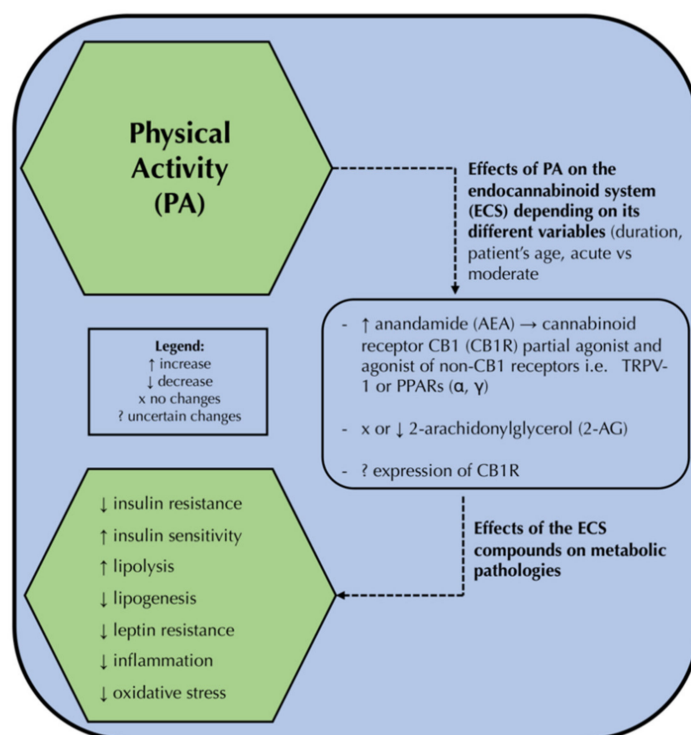 Physical
Activity
(PA)
Effects of PA on the
endocannabinoid system
(ECS) depending on its
different variables (duration,
patient's age, acute vs
moderate
- ↑ anandamide (AEA) → cannabinoid
receptor CB1 (CB1R) partial agonist and
agonist of non-CB1 receptors i.e. TRPV-
1 or PPARs (α, γ)
- x or ↓ 2-arachidonylglycerol (2-AG)
- ? expression of CB1R
Legend:
↑ increase
↓ decrease
x no changes
? uncertain changes
Effects of the ECS
compounds on metabolic
pathologies
↓ insulin resistance
↑ insulin sensitivity
↑ lipolysis
↓ lipogenesis
↓ leptin resistance
↓ inflammation
↓ oxidative stress